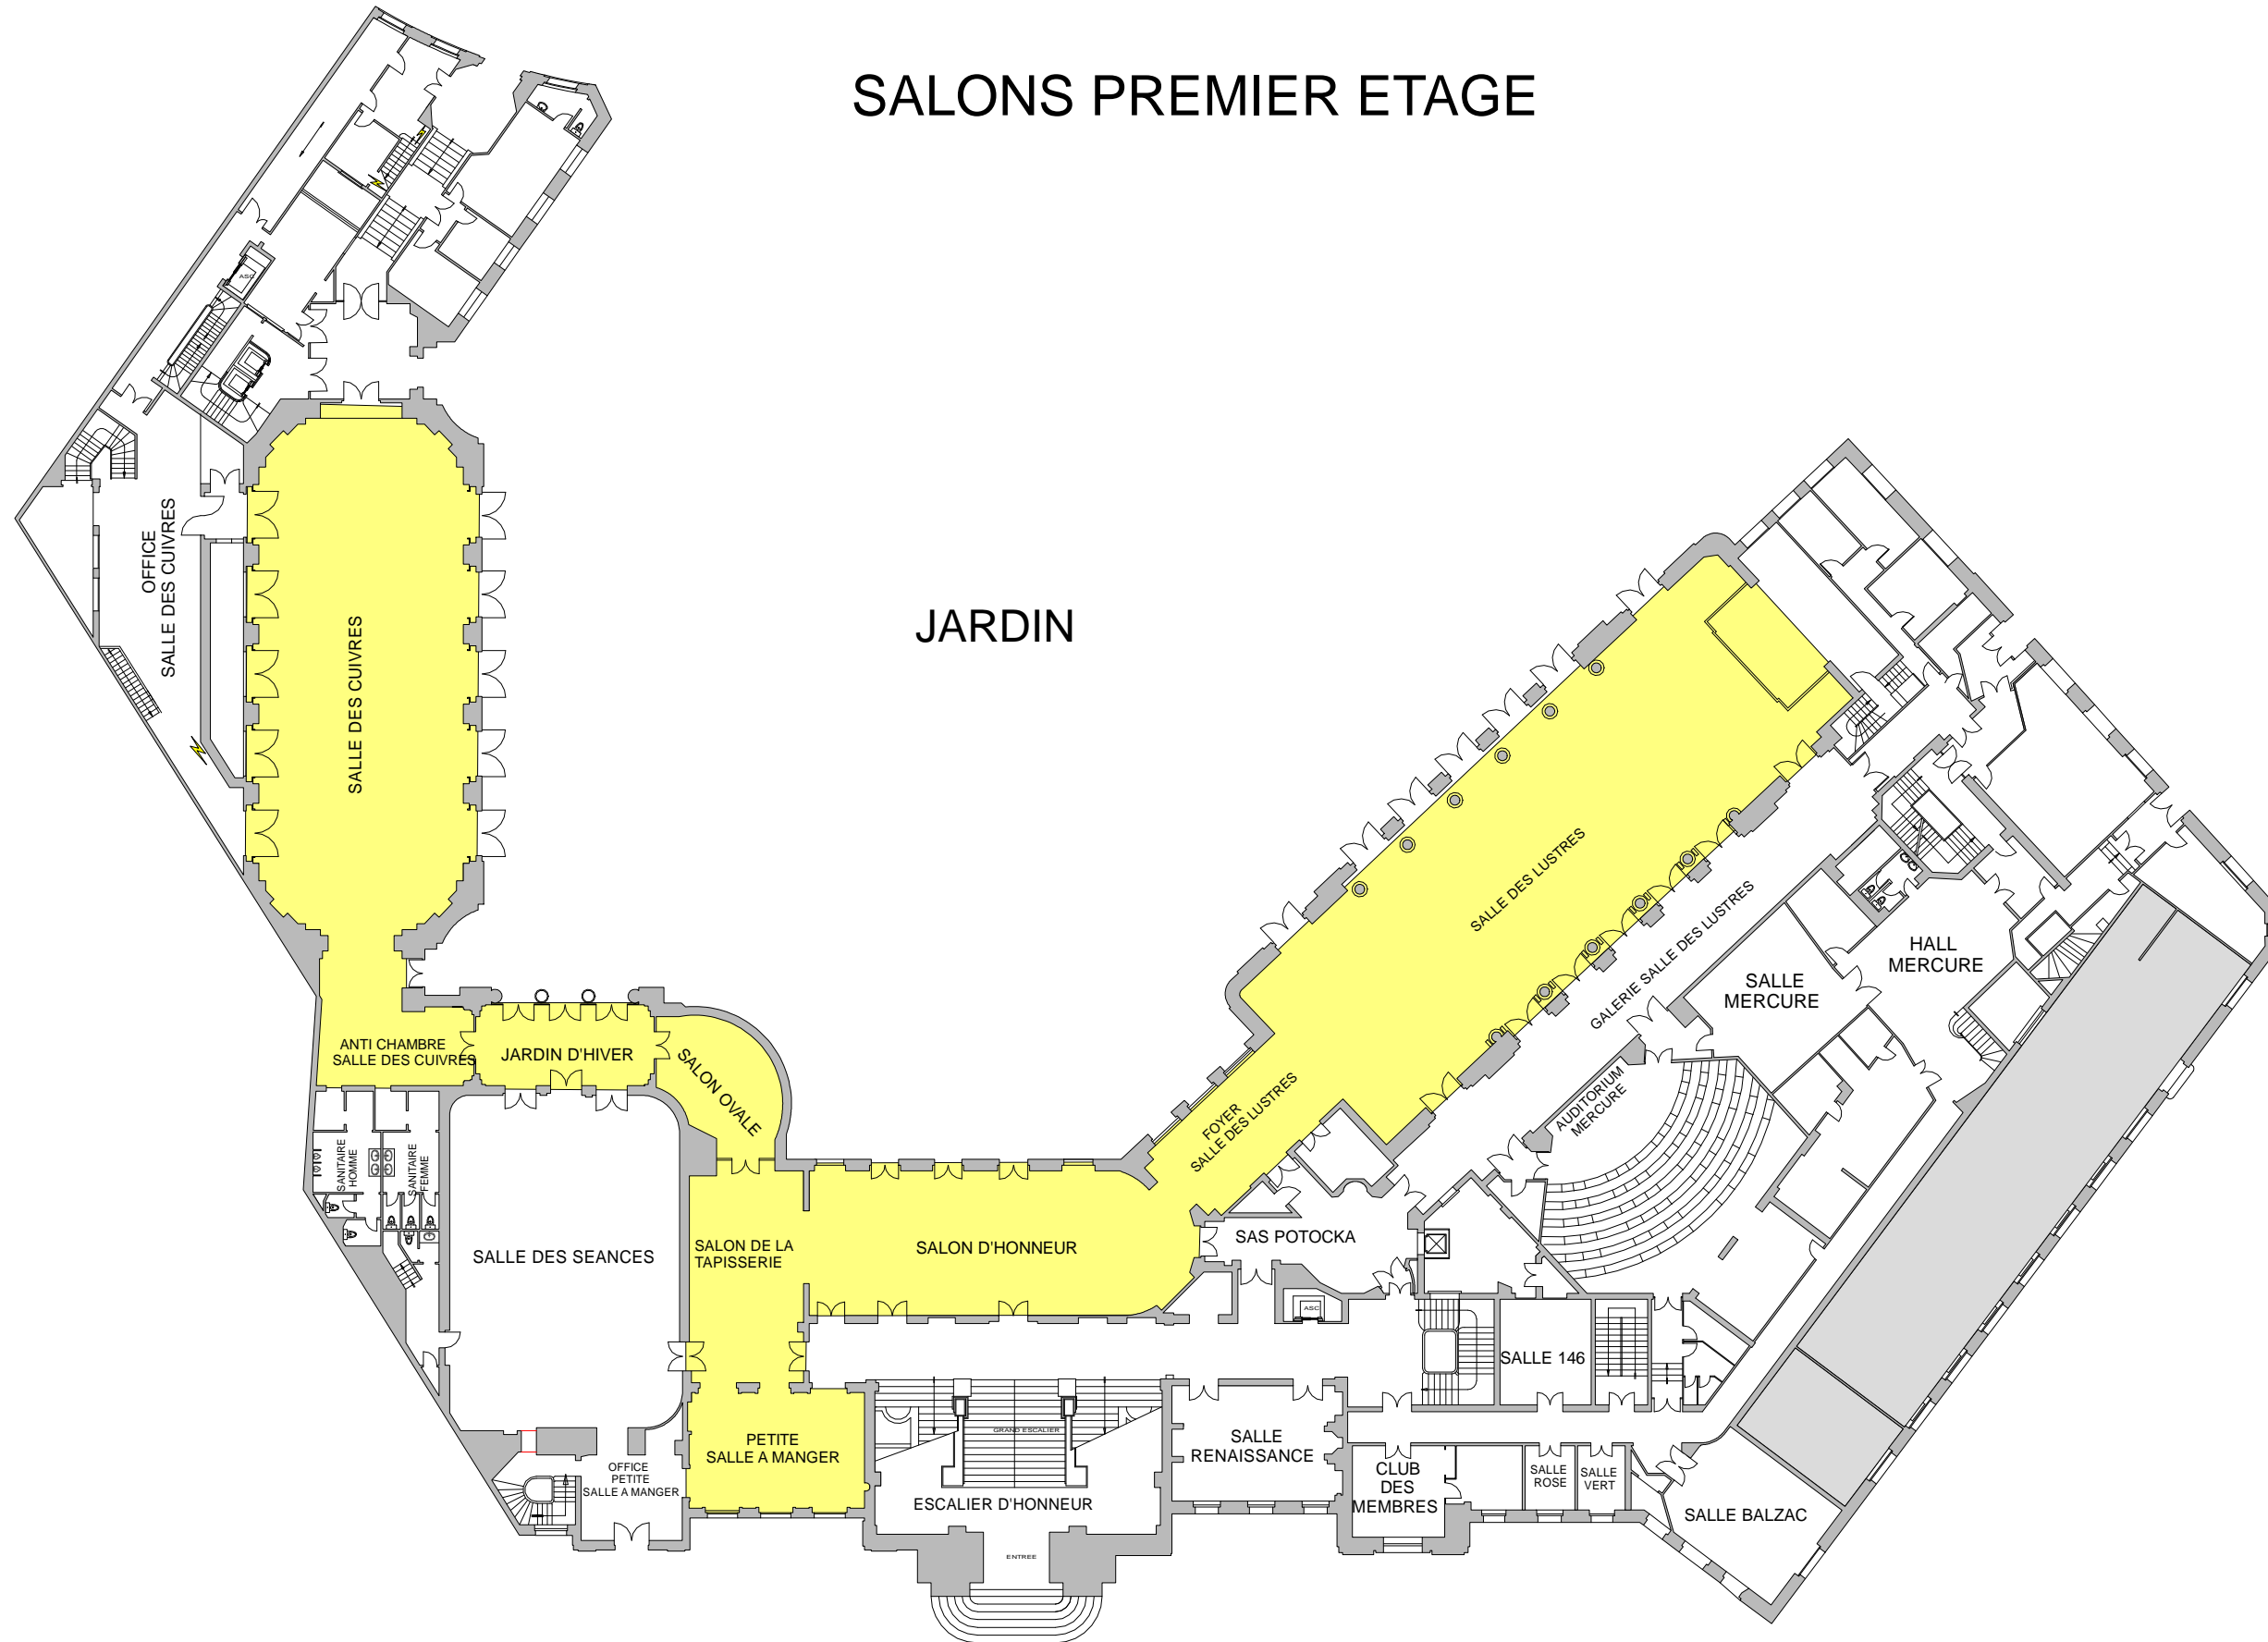 SALONS PREMIER ETAGE
ASC
OFFICE
SALLE DES CUIVRES
SALLE DES CUIVRES
JARDIN
SALLE DES LUSTRES
GALERIE SALLE DES LUSTRES
HALL
MERCURE
SALLE
MERCURE
AUDITORIUM
MERCURE
ANTI CHAMBRE
SALLE DES CUIVRES
JARDIN D'HIVER
SALON OVALE
FOYER
SALLE DES LUSTRES
SANITAIRE
HOMME
SANITAIRE
FEMME
SALLE DES SEANCES
SALON DE LA
TAPISSERIE
SALON D'HONNEUR
SAS POTOCKA
ASC
SALLE 146
PETITE
SALLE A MANGER
OFFICE
PETITE
SALLE A MANGER
GRAND ESCALIER
ESCALIER D'HONNEUR
ENTREE
SALLE
RENAISSANCE
CLUB
DES
MEMBRES
SALLE
ROSE
SALLE
VERT
SALLE BALZAC